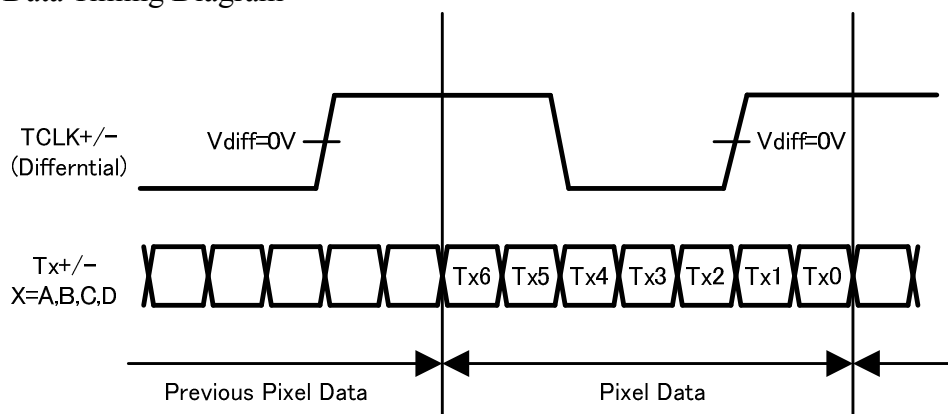 Data Timing Diagram
TCLK+/-
(Differntial)
Vdiff=0V
Vdiff=0V
Tx+/-
X=A,B,C,D
Tx6 Tx5 Tx4 Tx3 Tx2 Tx1 Tx0
Previous Pixel Data
Pixel Data